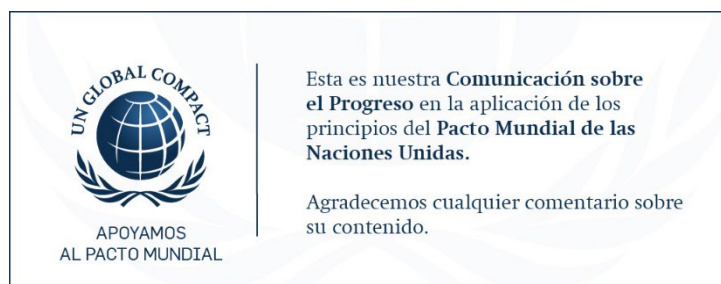 UN GLOBAL COMPACT
APOYAMOS
AL PACTO MUNDIAL
Esta es nuestra Comunicación sobre
el Progreso en la aplicación de los
principios del Pacto Mundial de las
Naciones Unidas.
Agradecemos cualquier comentario sobre
su contenido.